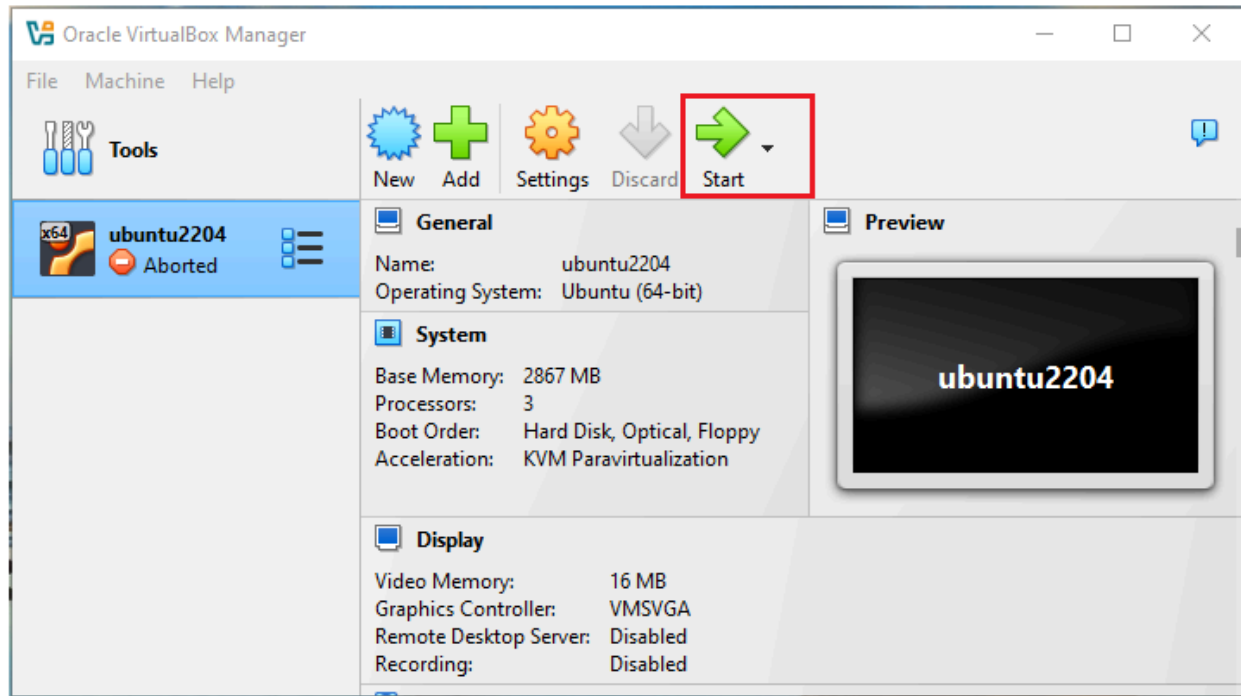 Oracle VirtualBox Manager
File Machine Help
Tools
New Add Settings Discard Start
x64
ubuntu2204
Aborted
General
Name: ubuntu2204
Operating System: Ubuntu (64-bit)
System
Base Memory: 2867 MB
Processors: 3
Boot Order: Hard Disk, Optical, Floppy
Acceleration: KVM Paravirtualization
Preview
ubuntu2204
Display
Video Memory: 16 MB
Graphics Controller: VMSVGA
Remote Desktop Server: Disabled
Recording: Disabled